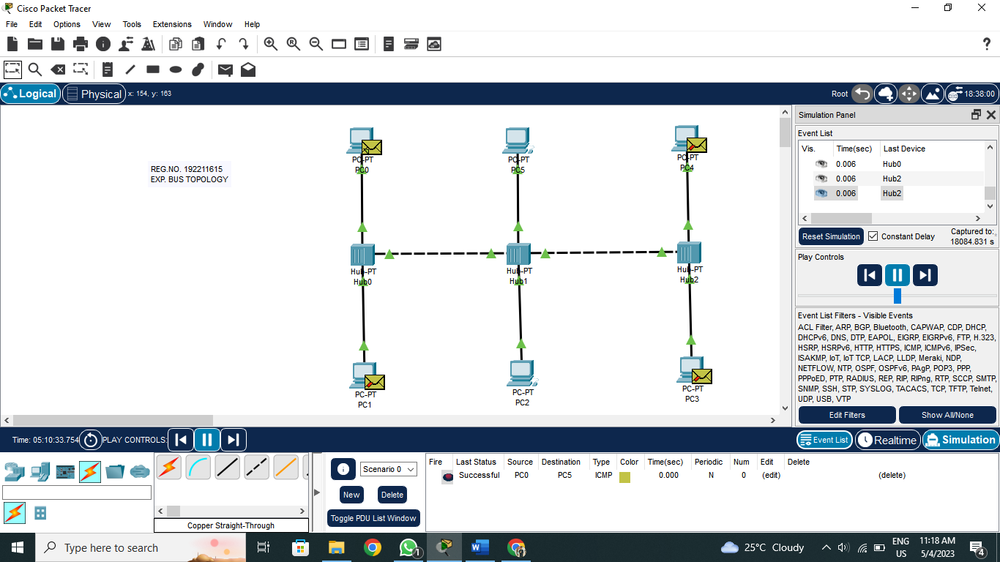 Cisco Packet Tracer
File Edit Options View Tools Extensions Window Help
Logical Physical x: 154, y: 163 Root 18:38:00
REG.NO. 192211615
EXP. BUS TOPOLOGY
PC-PT
PC0
PC-PT
PC5
PC-PT
PC4
Hub-PT
Hub0
Hub-PT
Hub1
Hub-PT
Hub2
PC-PT
PC1
PC-PT
PC2
PC-PT
PC3
Simulation Panel
Event List
Vis. Time(sec) Last Device
0.006 Hub0
0.006 Hub2
0.006 Hub2
Reset Simulation Constant Delay Captured to:
18084.831 s
Play Controls
Event List Filters - Visible Events
ACL Filter, ARP, BGP, Bluetooth, CAPWAP, CDP, DHCP,
DHCPv6, DNS, DTP, EAPOL, EIGRP, EIGRPv6, FTP, H.323,
HSRP, HSRPv6, HTTP, HTTPS, ICMP, ICMPv6, IPSec,
ISAKMP, IoT, IoT TCP, LACP, LLDP, Meraki, NDP,
NETFLOW, NTP, OSPF, OSPFv6, PAgP, POP3, PPP,
PPPoED, PTP, RADIUS, REP, RIP, RIPng, RTP, SCCP, SMTP,
SNMP, SSH, STP, SYSLOG, TACACS, TCP, TFTP, Telnet,
UDP, USB, VTP
Edit Filters Show All/None
Time: 05:10:33.754 PLAY CONTROLS: Event List Realtime Simulation
Scenario 0
New Delete
Toggle PDU List Window
Copper Straight-Through
Fire Last Status Source Destination Type Color Time(sec) Periodic Num Edit Delete
Successful PC0 PC5 ICMP 0.000 N 0 (edit) (delete)
Type here to search
1
25°C Cloudy
ENG
US
11:18 AM
5/4/2023
4